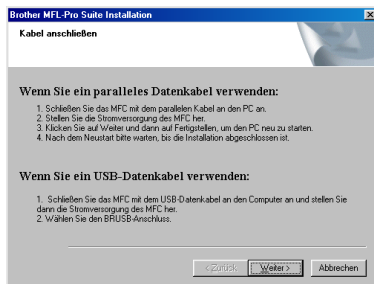 Brother MFL-Pro Suite Installation
Kabel anschließen
Wenn Sie ein paralleles Datenkabel verwenden:
1. Schließen Sie das MFC mit dem parallelen Kabel an den PC an.
2. Stellen Sie die Stromversorgung des MFC her.
3. Klicken Sie auf Weiter und dann auf Fertigstellen, um den PC neu zu starten.
4. Nach dem Neustart bitte warten, bis die Installation abgeschlossen ist.
Wenn Sie ein USB-Datenkabel verwenden:
1. Schließen Sie das MFC mit dem USB-Datenkabel an den Computer an und stellen Sie
dann die Stromversorgung des MFC her.
2. Wählen Sie den BRUSB-Anschluss.
< Zurück Weiter > Abbrechen